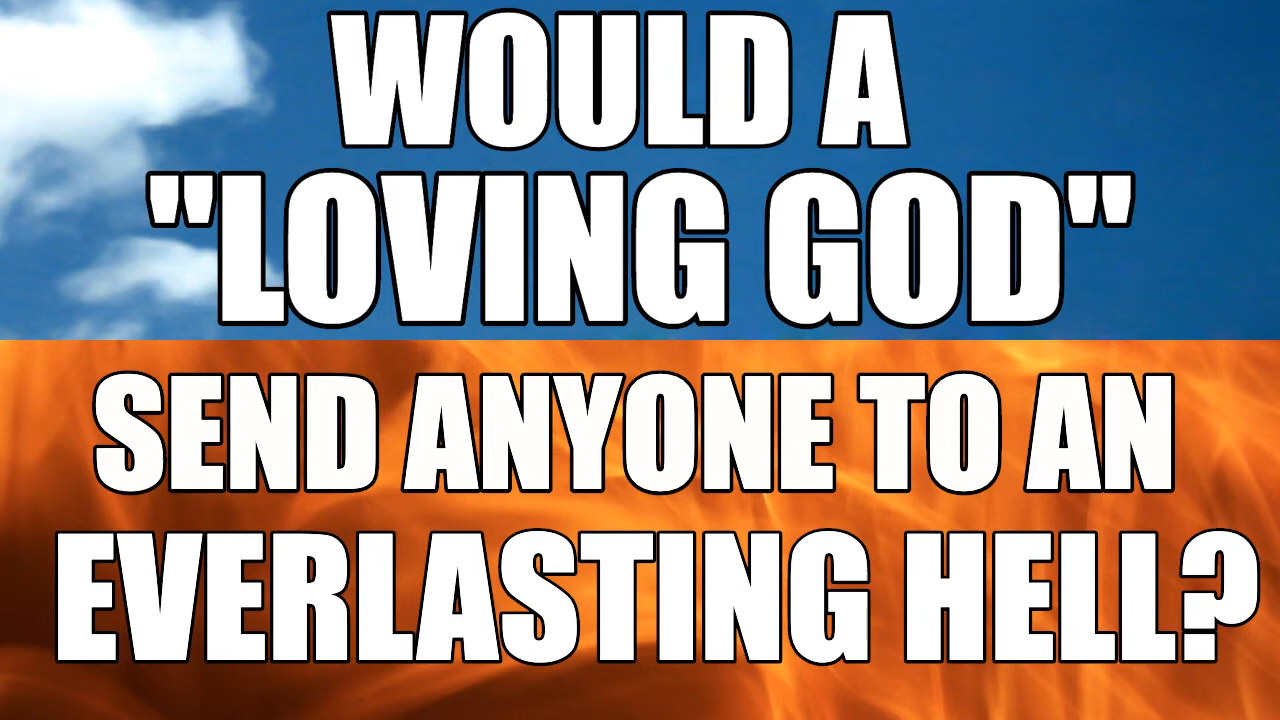 WOULD A
"LOVING GOD"
SEND ANYONE TO AN
EVERLASTING HELL?